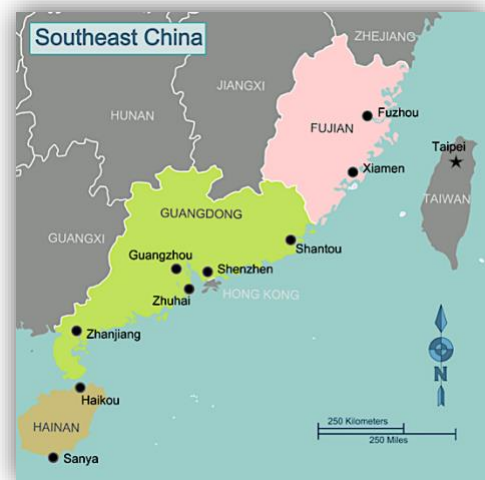 Southeast China
ZHEJIANG
JIANGXI
HUNAN
Fuzhou
FUJIAN
Taipei
Xiamen
TAIWAN
GUANGDONG
GUANGXI
Shantou
Guangzhou
Shenzhen
HONG KONG
Zhuhai
Zhanjiang
N
Haikou
250 Kilometers
HAINAN
250 Miles
Sanya